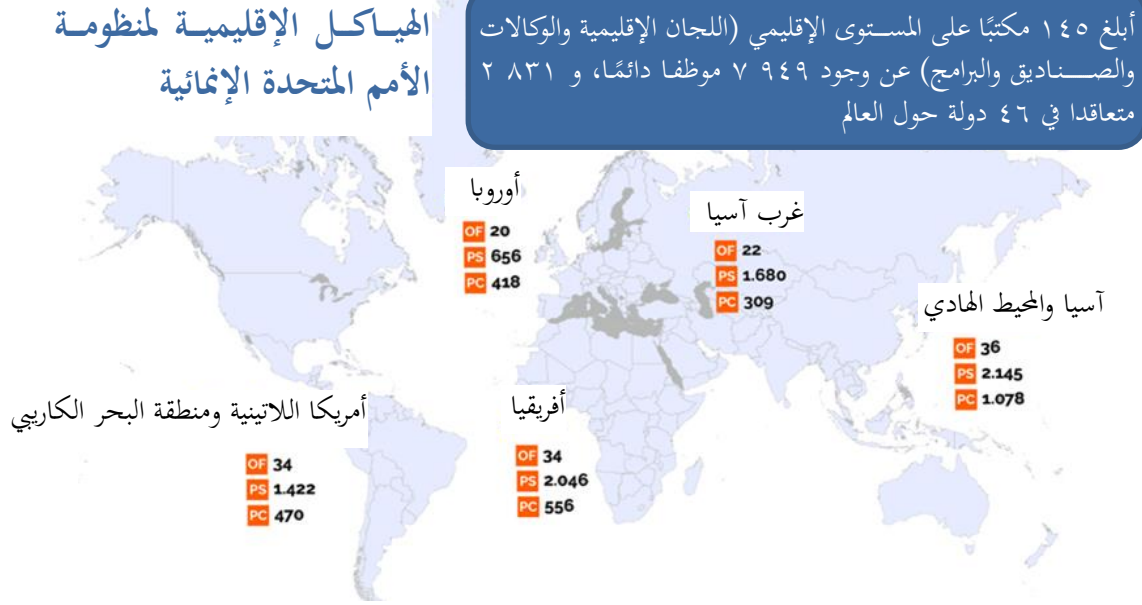 الهياكل الإقليمية لمنظومة
الأمم المتحدة الإنمائية
أبلغ ١٤٥ مكتبًا على المستوى الإقليمي (اللجان الإقليمية والوكالات
والصناديق والبرامج) عن وجود ٩٤٩ ٧ موظفا دائمًا، و ٨٣١ ٢
متعاقدا في ٤٦ دولة حول العالم
أوروبا
OF 20
PS 656
PC 418
غرب آسيا
OF 22
PS 1.680
PC 309
آسيا والمحيط الهادي
OF 36
PS 2.145
PC 1.078
أفريقيا
OF 34
PS 2.046
PC 556
أمريكا اللاتينية ومنطقة البحر الكاريبي
OF 34
PS 1.422
PC 470